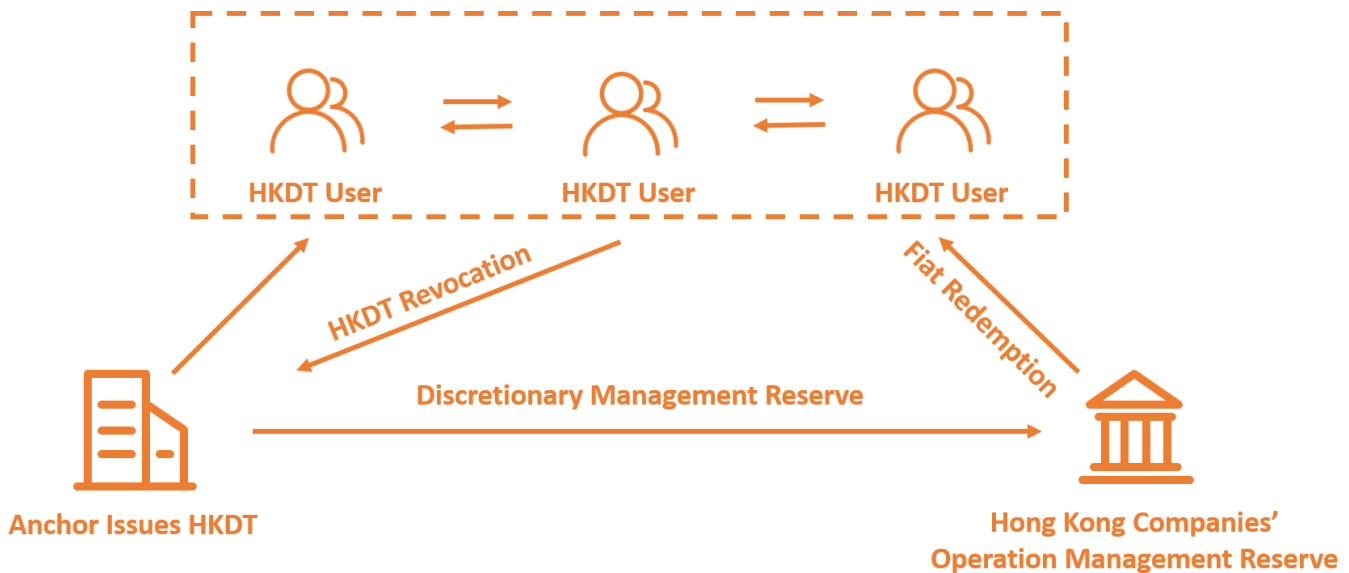 HKDT User
HKDT User
HKDT User
HKDT Revocation
Fiat Redemption
Discretionary Management Reserve
Anchor Issues HKDT
Hong Kong Companies’
Operation Management Reserve